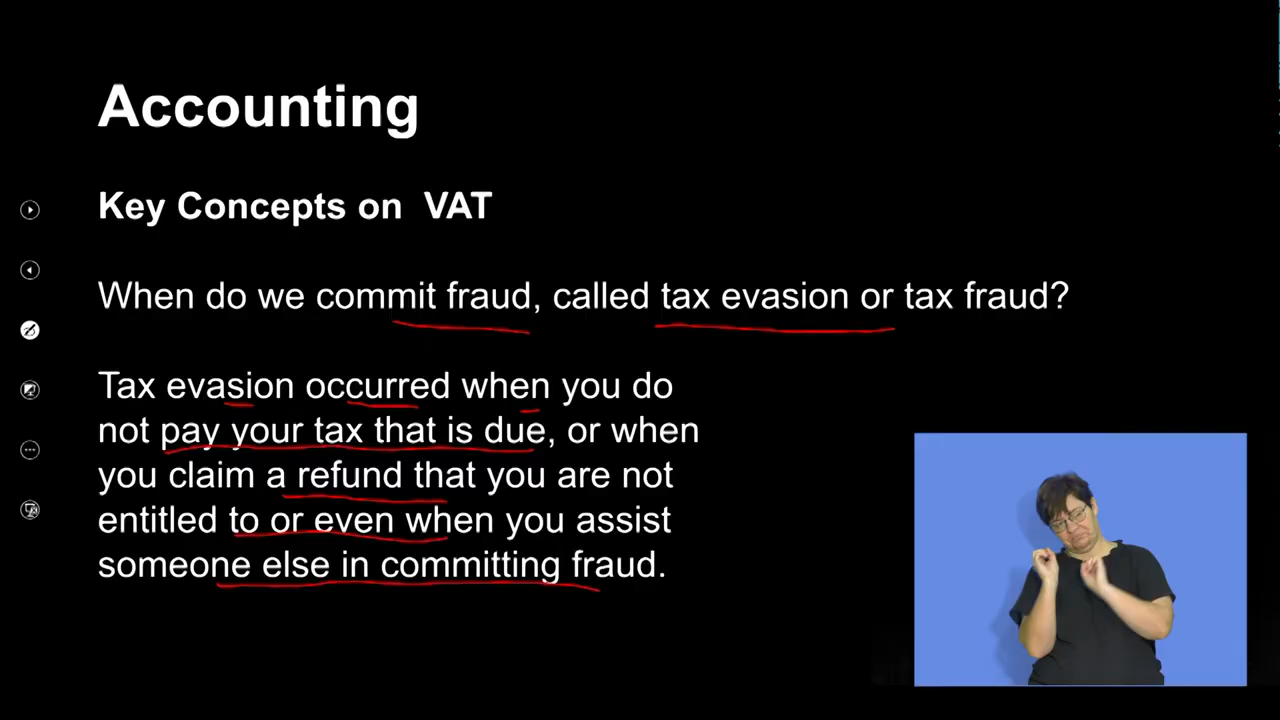 Accounting
Key Concepts on VAT
When do we commit fraud, called tax evasion or tax fraud?
Tax evasion occurred when you do
not pay your tax that is due, or when
you claim a refund that you are not
entitled to or even when you assist
someone else in committing fraud.